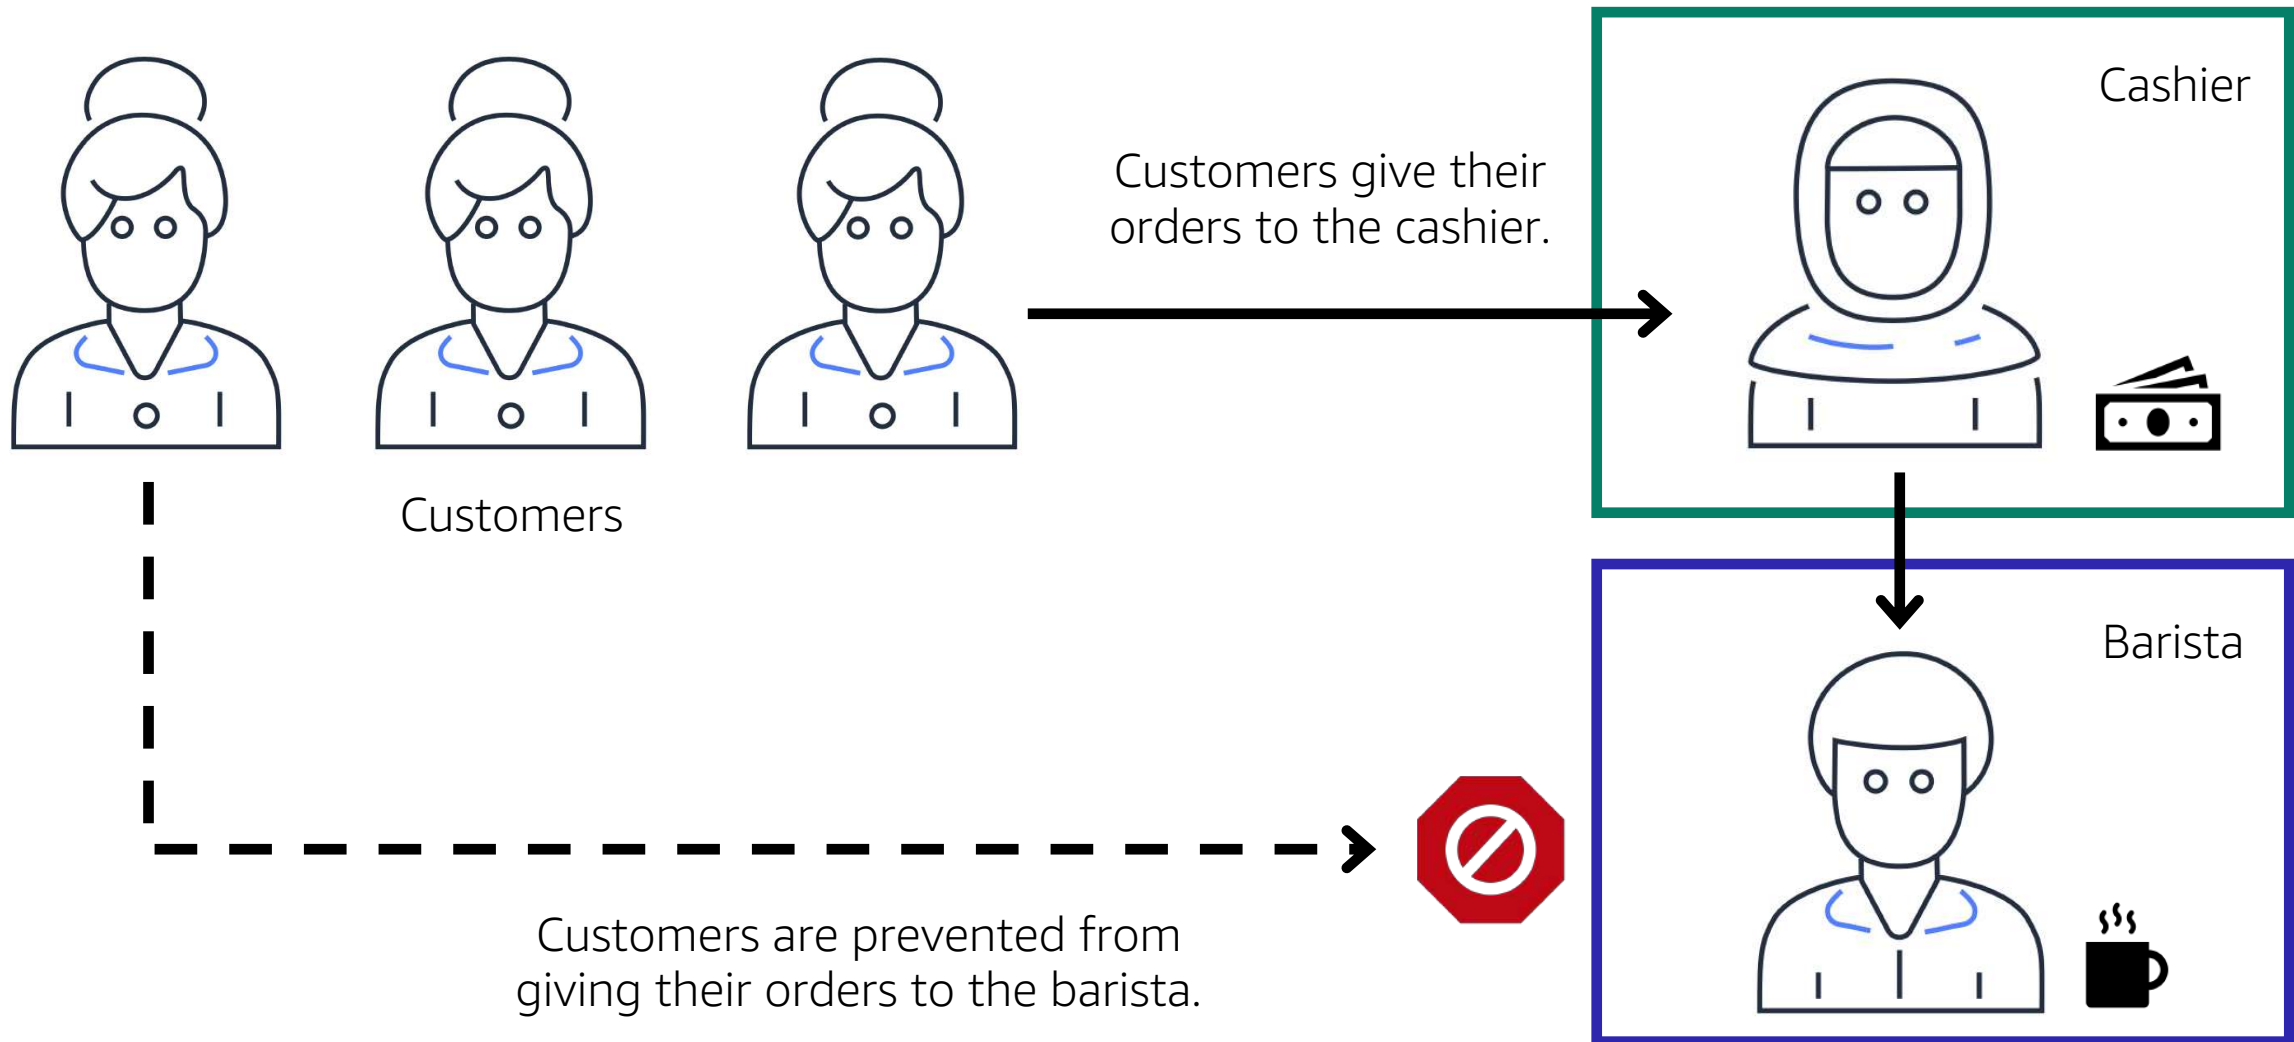 Cashier
Customers give their
orders to the cashier.
Customers
Barista
Customers are prevented from
giving their orders to the barista.